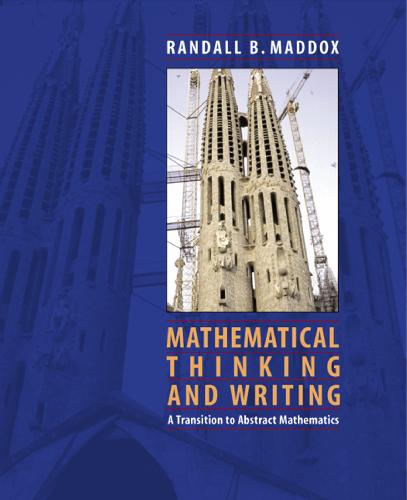 RANDALL B. MADDOX
MATHEMATICAL
THINKING
AND WRITING
A Transition to Abstract Mathematics